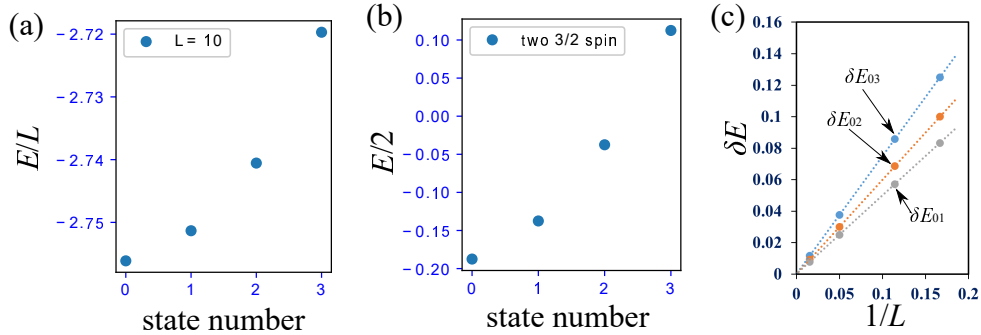 (a)
−2.72
−2.73
−2.74
−2.75
E/L
L = 10
0 1 2 3
state number
(b)
0.10
0.05
0.00
−0.05
−0.10
−0.15
−0.20
E/2
two 3/2 spin
0 1 2 3
state number
(c)
0.16
0.14
0.12
0.1
0.08
0.06
0.04
0.02
0
δE
δE03
δE02
δE01
0 0.05 0.1 0.15 0.2
1/L